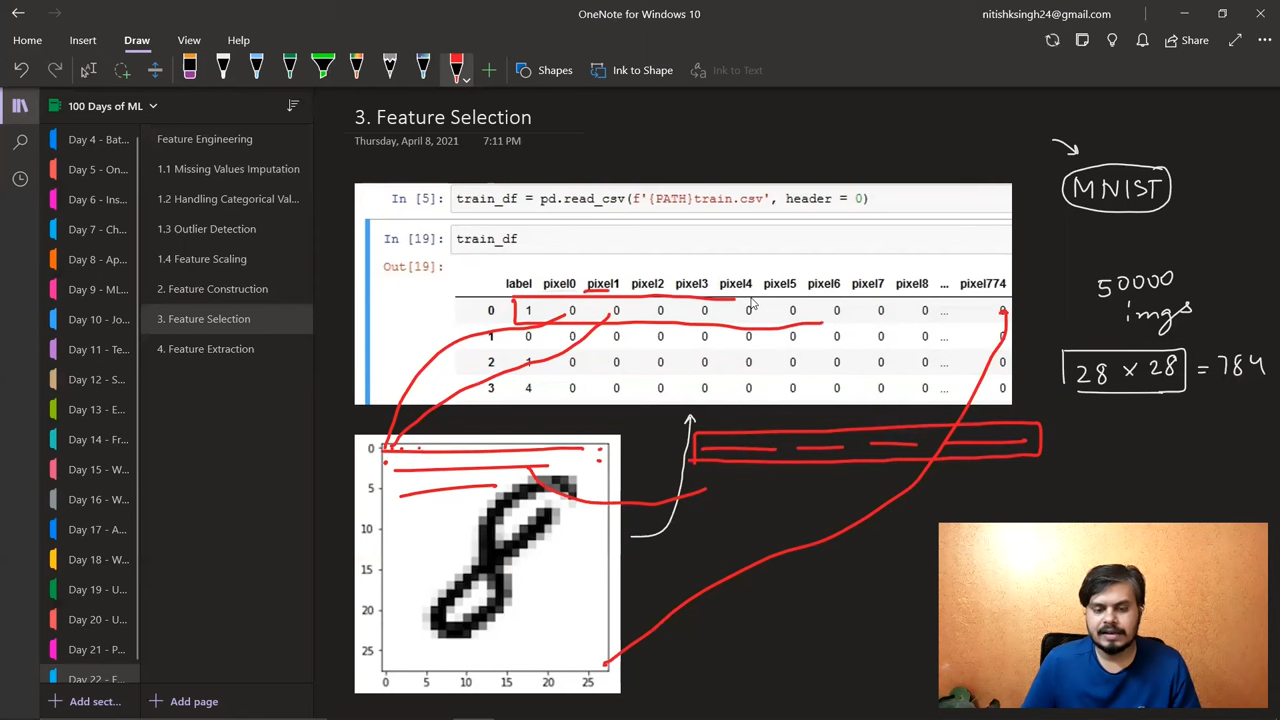 OneNote for Windows 10
nitishksingh24@gmail.com
Home Insert Draw View Help
Share
Shapes Ink to Shape Ink to Text
100 Days of ML
Day 4 - Bat...
Day 5 - On...
Day 6 - Ins...
Day 7 - Ch...
Day 8 - Ap...
Day 9 - ML...
Day 10 - Jo...
Day 11 - Te...
Day 12 - S...
Day 13 - E...
Day 14 - Fr...
Day 15 - W...
Day 16 - W...
Day 17 - A...
Day 18 - W...
Day 19 - U...
Day 20 - U...
Day 21 - P...
Day 22 - F...
Add sect...
Feature Engineering
1.1 Missing Values Imputation
1.2 Handling Categorical Val...
1.3 Outlier Detection
1.4 Feature Scaling
2. Feature Construction
3. Feature Selection
4. Feature Extraction
Add page
3. Feature Selection
Thursday, April 8, 2021 7:11 PM
In [5]: train_df = pd.read_csv(f'{PATH}train.csv', header = 0)
In [19]: train_df
Out[19]:
label pixel0 pixel1 pixel2 pixel3 pixel4 pixel5 pixel6 pixel7 pixel8 ... pixel774
0 1 0 0 0 0 0 0 0 0 0 ... 0
1 0 0 0 0 0 0 0 0 0 0 ... 0
2 1 0 0 0 0 0 0 0 0 0 ... 0
3 4 0 0 0 0 0 0 0 0 0 ... 0
MNIST
50000
imgs
28 × 28 = 784
0
5
10
15
20
25
0 5 10 15 20 25